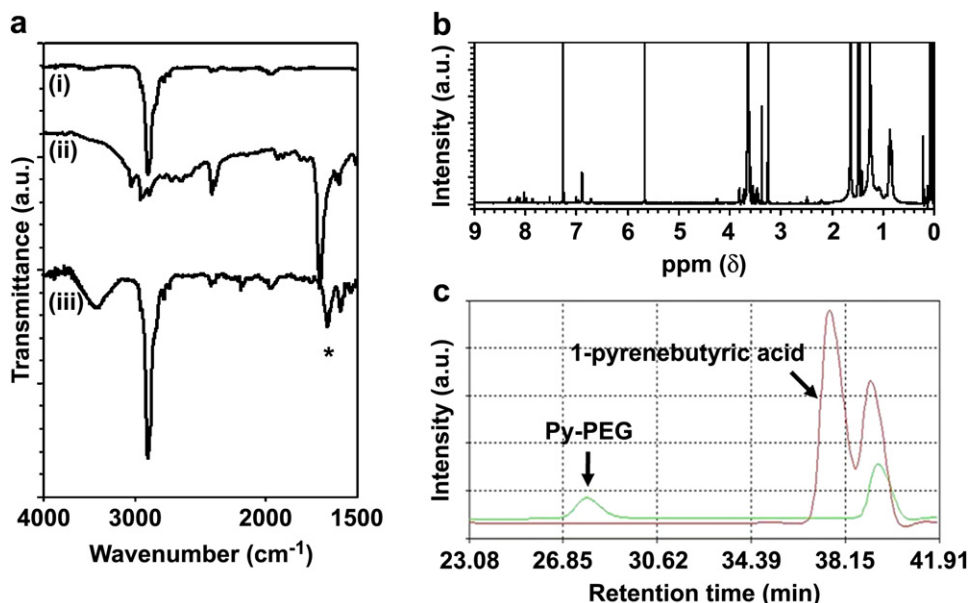 a
(i)
(ii)
(iii)
*
Transmittance (a.u.)
4000 3000 2000 1500
Wavenumber (cm-1)
b
Intensity (a.u.)
9 8 7 6 5 4 3 2 1 0
ppm (δ)
c
1-pyrenebutyric acid
Py-PEG
Intensity (a.u.)
23.08 26.85 30.62 34.39 38.15 41.91
Retention time (min)